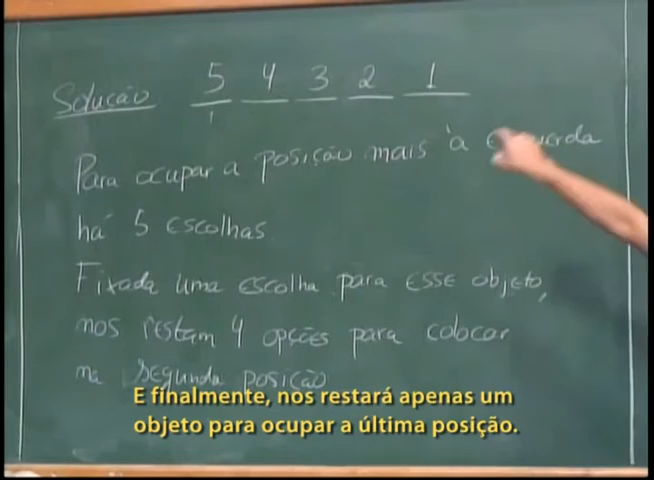 Solução 5 4 3 2 1
Para ocupar a posição mais à esquerda
há 5 escolhas.
Fixada uma escolha para esse objeto,
nos restam 4 opções para colocar
na segunda posição
E finalmente, nos restará apenas um
objeto para ocupar a última posição.